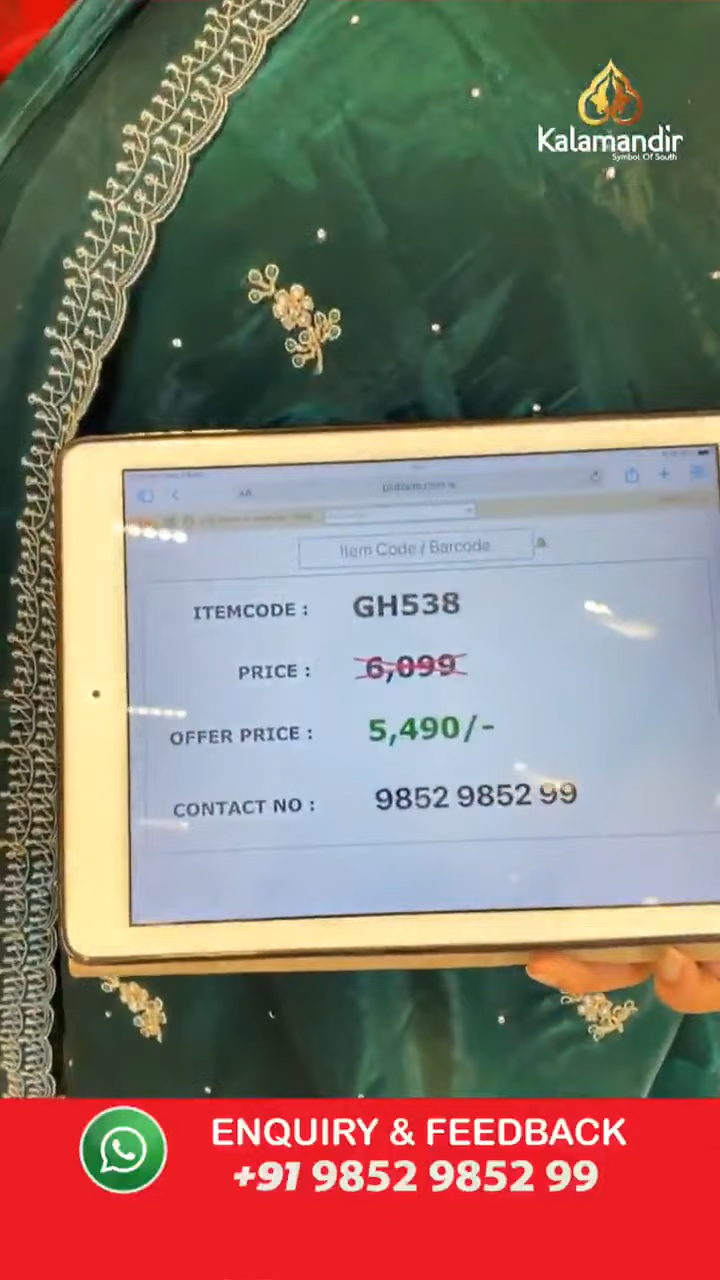 Kalamandir
Symbol Of South
Item Code / Barcode
ITEMCODE : GH538
PRICE : 6,099
OFFER PRICE : 5,490/-
CONTACT NO : 9852 9852 99
ENQUIRY & FEEDBACK
+91 9852 9852 99